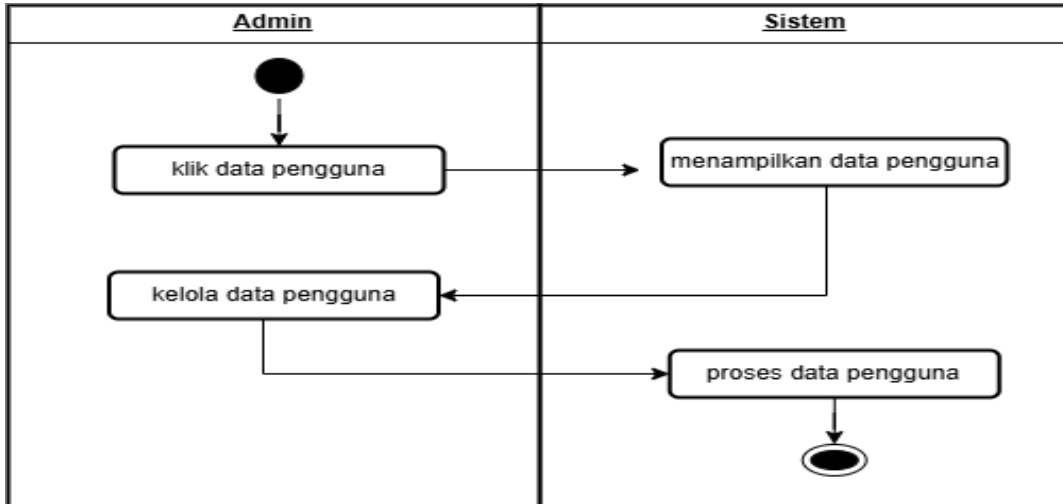 Admin
Sistem
klik data pengguna
menampilkan data pengguna
kelola data pengguna
proses data pengguna